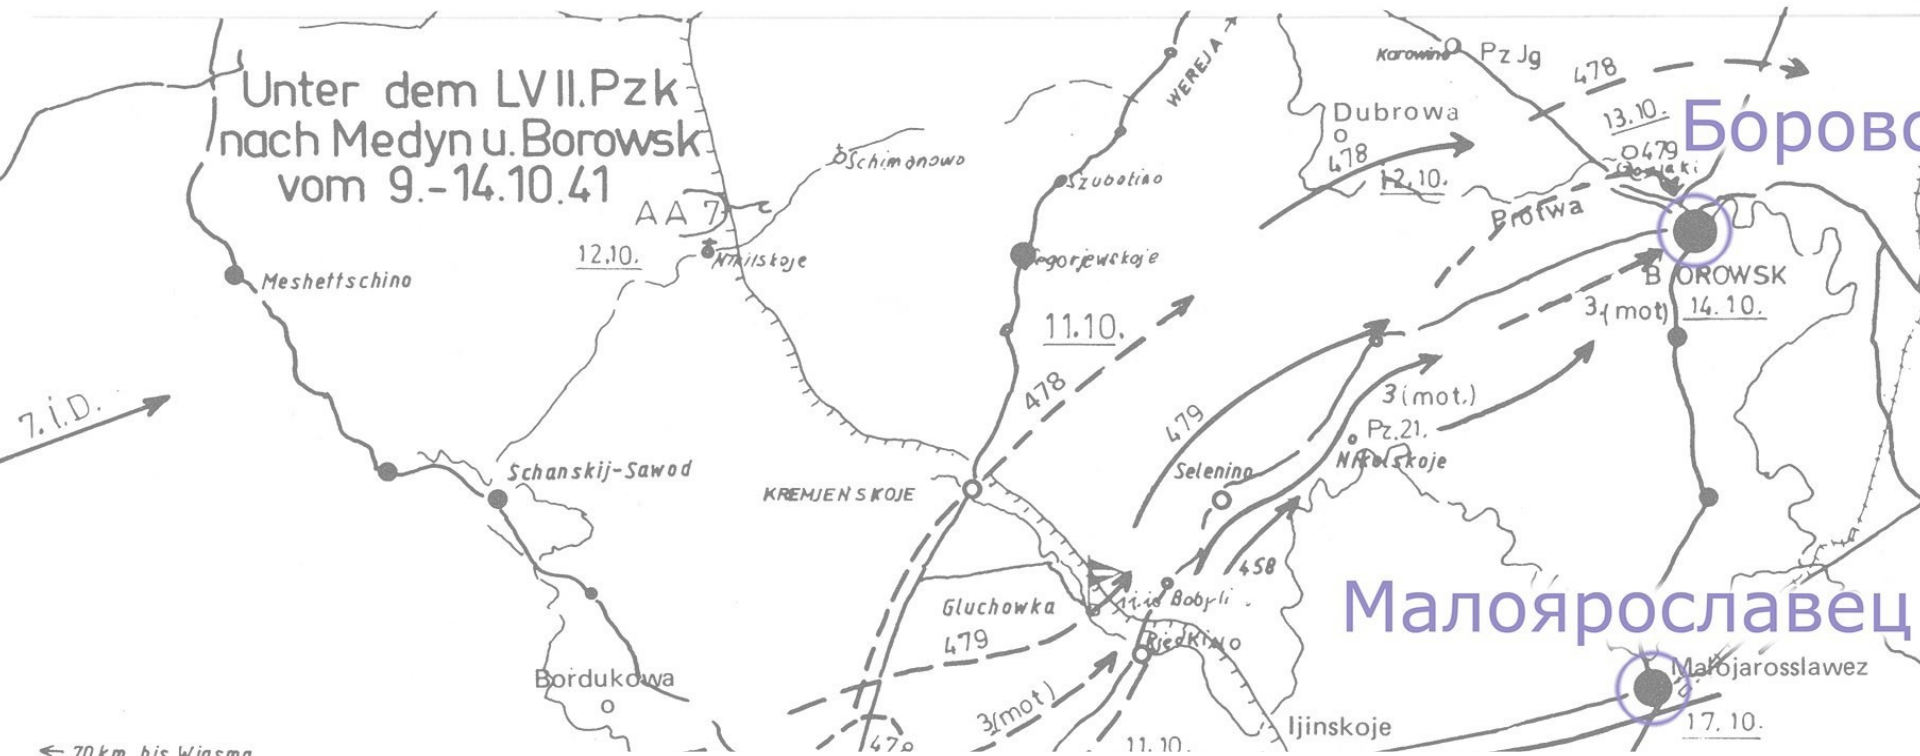 Unter dem LVII.Pzk
nach Medyn u. Borowsk
vom 9.-14.10.41
WEREJA
Karowino
Pz Jg
478
13.10.
Боровс
Dubrowa
478
12.10.
479
Protwa
Schimanowo
Szubotino
AA 7
12.10.
Nikilskoje
Meshettschino
BOROWSK
3.(mot)
14.10.
11.10.
478
7.I.D.
479
3(mot.)
Pz.21.
Nikolskoje
Selenino
Schanskij-Sawod
KREMJENSKOJE
458
Gluchowka
Bobyli
479
Малоярославец
Rjedkino
Bordukowa
3(mot)
Malojarosslawez
17.10.
Ijinskoje
11.10.
70 km bis Wjasma